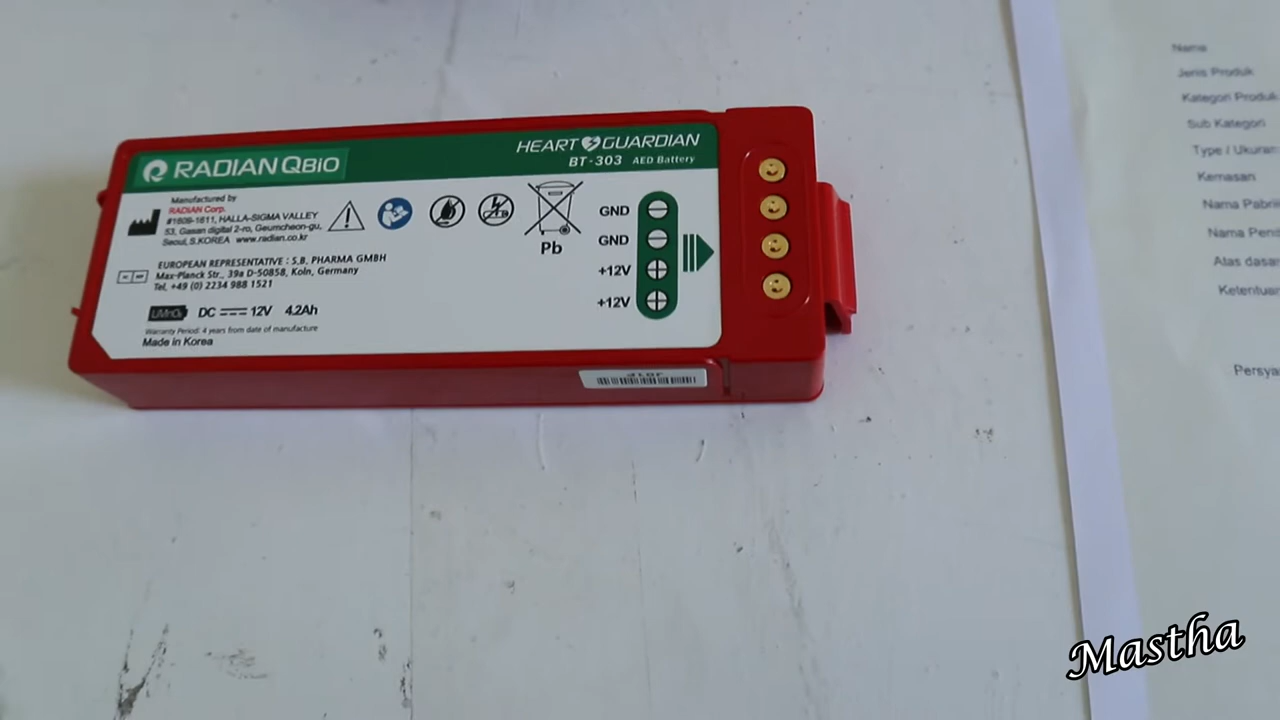 RADIAN QBIO
HEART GUARDIAN
BT-303 AED Battery
Manufactured by
RADIAN Corp.
#1609-1611, HALLA-SIGMA VALLEY
53, Gasan digital 2-ro, Geumcheon-gu,
Seoul, S.KOREA www.radian.co.kr
Pb
EUROPEAN REPRESENTATIVE : S.B. PHARMA GMBH
Max-Planck Str., 39a D-50858, Koln, Germany
Tel, +49 (0) 2234 988 1521
Li/MnO₂ DC 12V 4.2Ah
Warranty Period: 4 years from date of manufacture
Made in Korea
GND
GND
+12V
+12V
Nama
Jenis Produk
Kategori Produk
Sub Kategori
Type / Ukuran
Kemasan
Nama Pabrik
Nama
Atas dasar
Ketentuan
Mastha